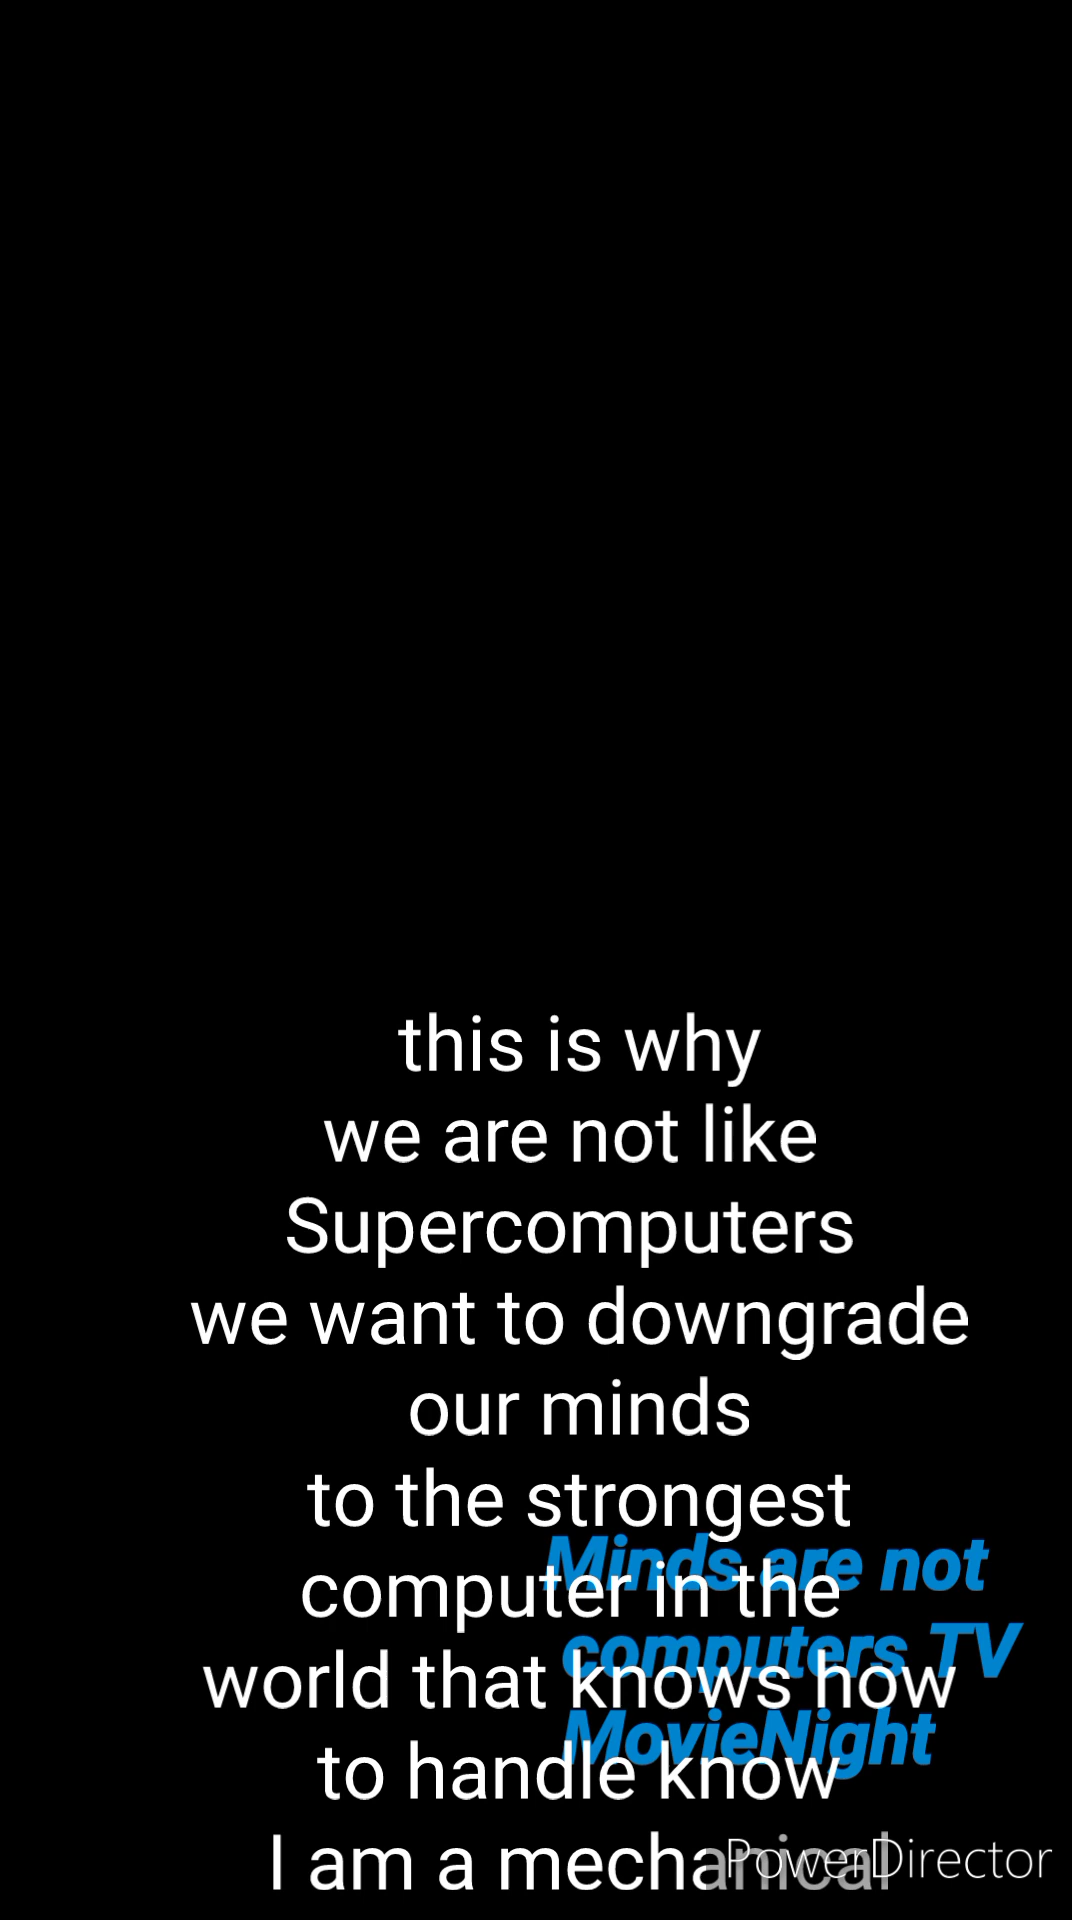 this is why
we are not like
Supercomputers
we want to downgrade
our minds
to the strongest
computer in the
world that knows how
to handle know
I am a mechanical
Minds are not
computers TV
MovieNight
PowerDirector